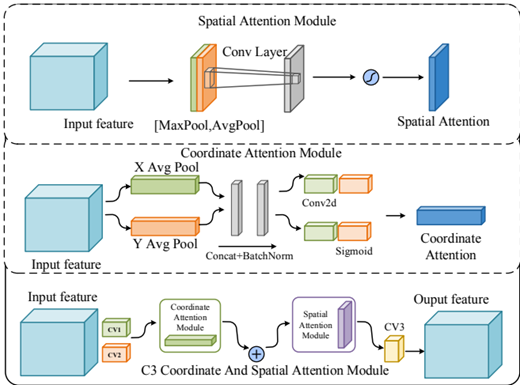 Spatial Attention Module
Conv Layer
Input feature
[MaxPool,AvgPool]
Spatial Attention
Coordinate Attention Module
X Avg Pool
Conv2d
Y Avg Pool
Sigmoid
Coordinate
Attention
Input feature
Concat+BatchNorm
Input feature
Ouput feature
CV1
CV2
Coordinate
Attention
Module
Spatial
Attention
Module
CV3
C3 Coordinate And Spatial Attention Module